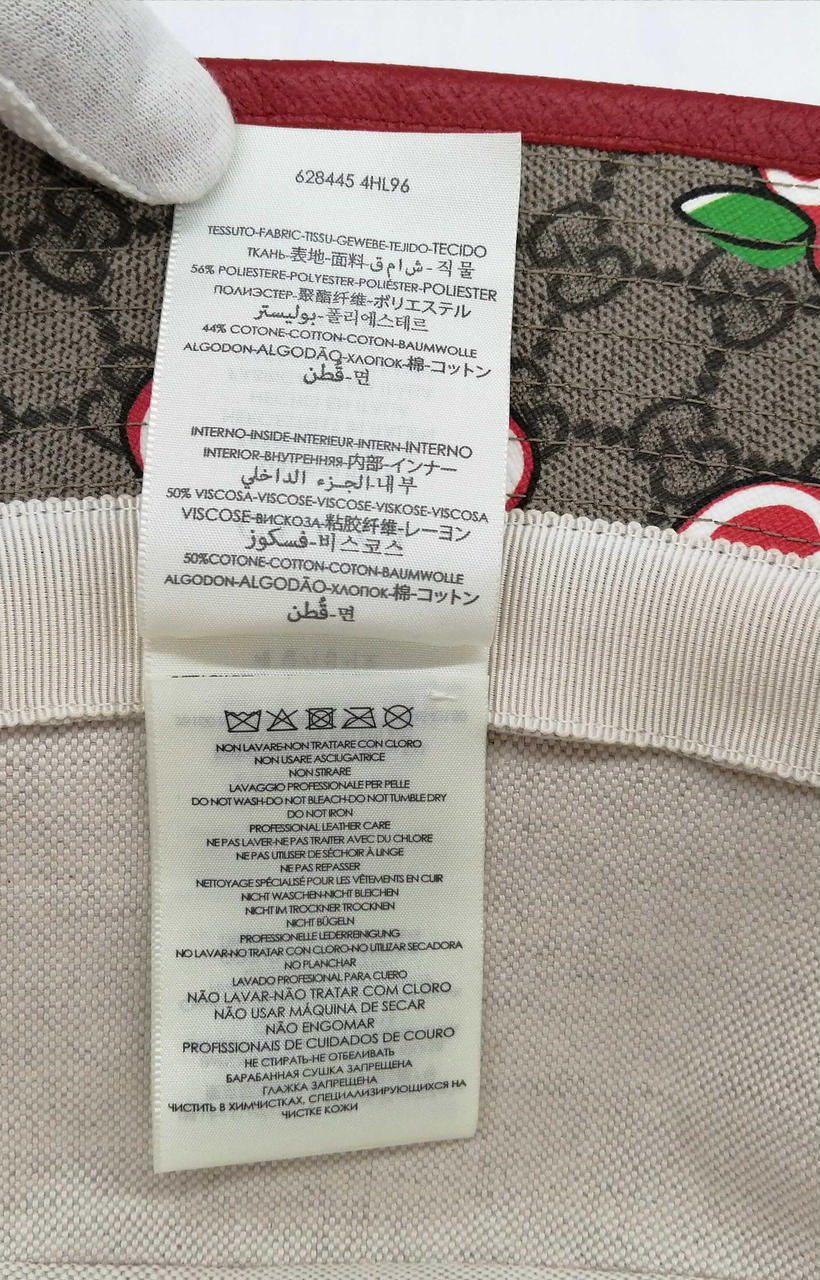 628445 4HL96
TESSUTO-FABRIC-TISSU-GEWEBE-TEJIDO-TECIDO
ТКАНЬ-表地-面料-قماش-직물
56% POLIESTERE-POLYESTER-POLIÉSTER-POLIESTER
ПОЛИЭСТЕР-聚酯纤维-ポリエステル
بوليستر-폴리에스테르
44% COTONE-COTTON-COTON-BAUMWOLLE
ALGODON-ALGODÃO-ХЛОПОК-棉-コットン
قُطن-면
INTERNO-INSIDE-INTERIEUR-INTERN-INTERNO
INTERIOR-ВНУТРЕННЯЯ-内部-インナー
الجزء الداخلي-내부
50% VISCOSA-VISCOSE-VISCOSE-VISKOSE-VISCOSA
VISCOSE-ВИСКОЗА-粘胶纤维-レーヨン
فسكوز-비스코스
50%COTONE-COTTON-COTON-BAUMWOLLE
ALGODON-ALGODÃO-ХЛОПОК-棉-コットン
قُطن-면
NON LAVARE-NON TRATTARE CON CLORO
NON USARE ASCIUGATRICE
NON STIRARE
LAVAGGIO PROFESSIONALE PER PELLE
DO NOT WASH-DO NOT BLEACH-DO NOT TUMBLE DRY
DO NOT IRON
PROFESSIONAL LEATHER CARE
NE PAS LAVER-NE PAS TRAITER AVEC DU CHLORE
NE PAS UTILISER DE SÉCHOIR À LINGE
NE PAS REPASSER
NETTOYAGE SPÉCIALISÉ POUR LES VÊTEMENTS EN CUIR
NICHT WASCHEN-NICHT BLEICHEN
NICHT IM TROCKNER TROCKNEN
NICHT BÜGELN
PROFESSIONELLE LEDERREINIGUNG
NO LAVAR-NO TRATAR CON CLORO-NO UTILIZAR SECADORA
NO PLANCHAR
LAVADO PROFESIONAL PARA CUERO
NÃO LAVAR-NÃO TRATAR COM CLORO
NÃO USAR MÁQUINA DE SECAR
NÃO ENGOMAR
PROFISSIONAIS DE CUIDADOS DE COURO
НЕ СТИРАТЬ-НЕ ОТБЕЛИВАТЬ
БАРАБАННАЯ СУШКА ЗАПРЕЩЕНА
ГЛАЖКА ЗАПРЕЩЕНА
ЧИСТИТЬ В ХИМЧИСТКАХ, СПЕЦИАЛИЗИРУЮЩИХСЯ НА
ЧИСТКЕ КОЖИ